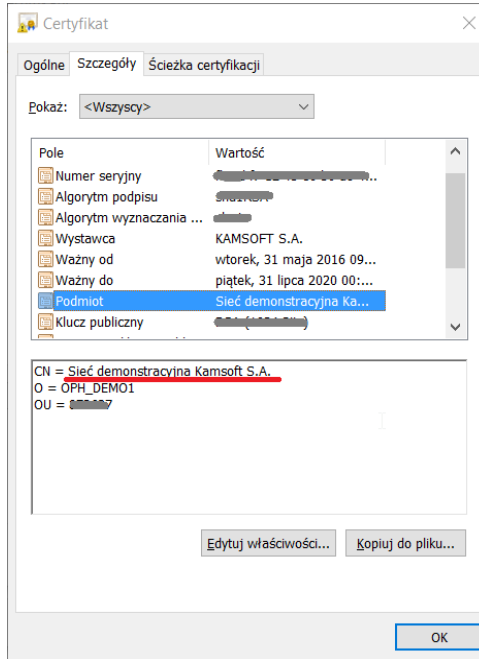 Certyfikat
Ogólne Szczegóły Ścieżka certyfikacji
Pokaż: <Wszyscy>
Pole Wartość
Numer seryjny
Algorytm podpisu
Algorytm wyznaczania ...
Wystawca KAMSOFT S.A.
Ważny od wtorek, 31 maja 2016 09...
Ważny do piątek, 31 lipca 2020 00:...
Podmiot Sieć demonstracyjna Ka...
Klucz publiczny
CN = Sieć demonstracyjna Kamsoft S.A.
O = OPH_DEMO1
OU =
Edytuj właściwości... Kopiuj do pliku...
OK